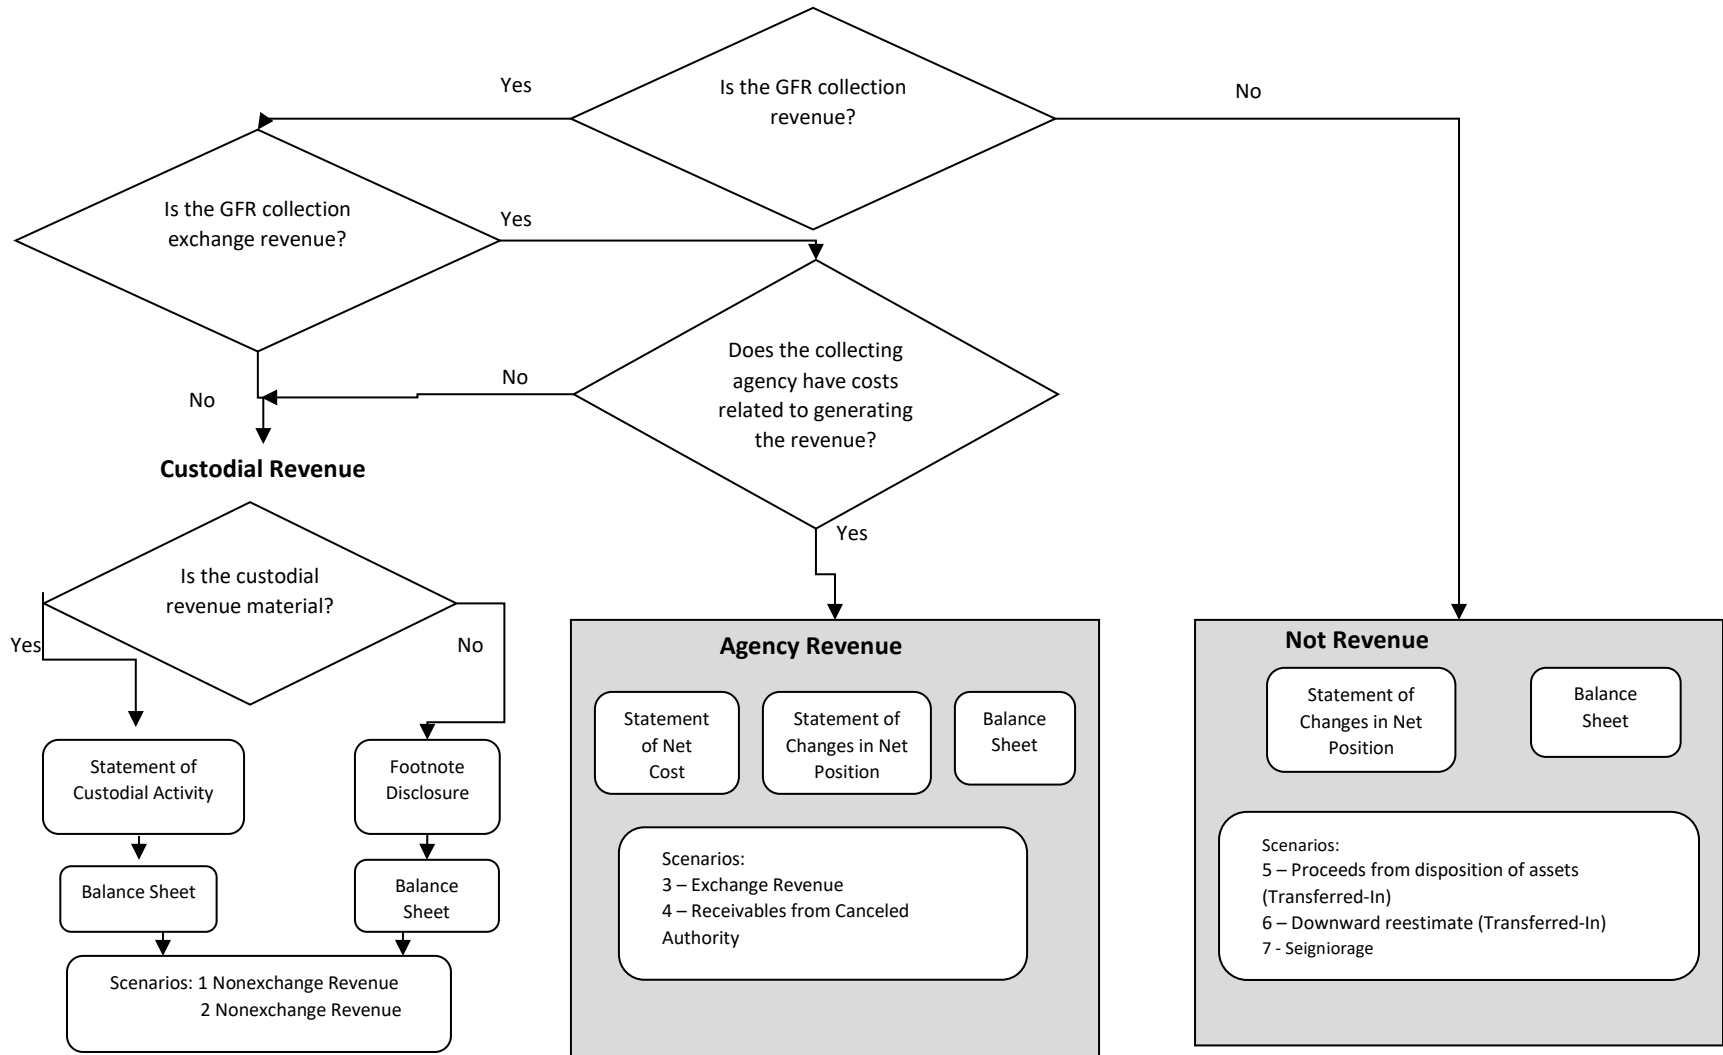 Is the GFR collection
revenue?
Yes
No
Is the GFR collection
exchange revenue?
Yes
No
Does the collecting
agency have costs
related to generating
the revenue?
No
Yes
Custodial Revenue
Is the custodial
revenue material?
Yes
No
Statement of
Custodial Activity
Footnote
Disclosure
Balance Sheet
Balance
Sheet
Scenarios: 1 Nonexchange Revenue
2 Nonexchange Revenue
Agency Revenue
Statement
of Net
Cost
Statement of
Changes in Net
Position
Balance
Sheet
Scenarios:
3 – Exchange Revenue
4 – Receivables from Canceled
Authority
Not Revenue
Statement of
Changes in Net
Position
Balance
Sheet
Scenarios:
5 – Proceeds from disposition of assets
(Transferred-In)
6 – Downward reestimate (Transferred-In)
7 - Seigniorage